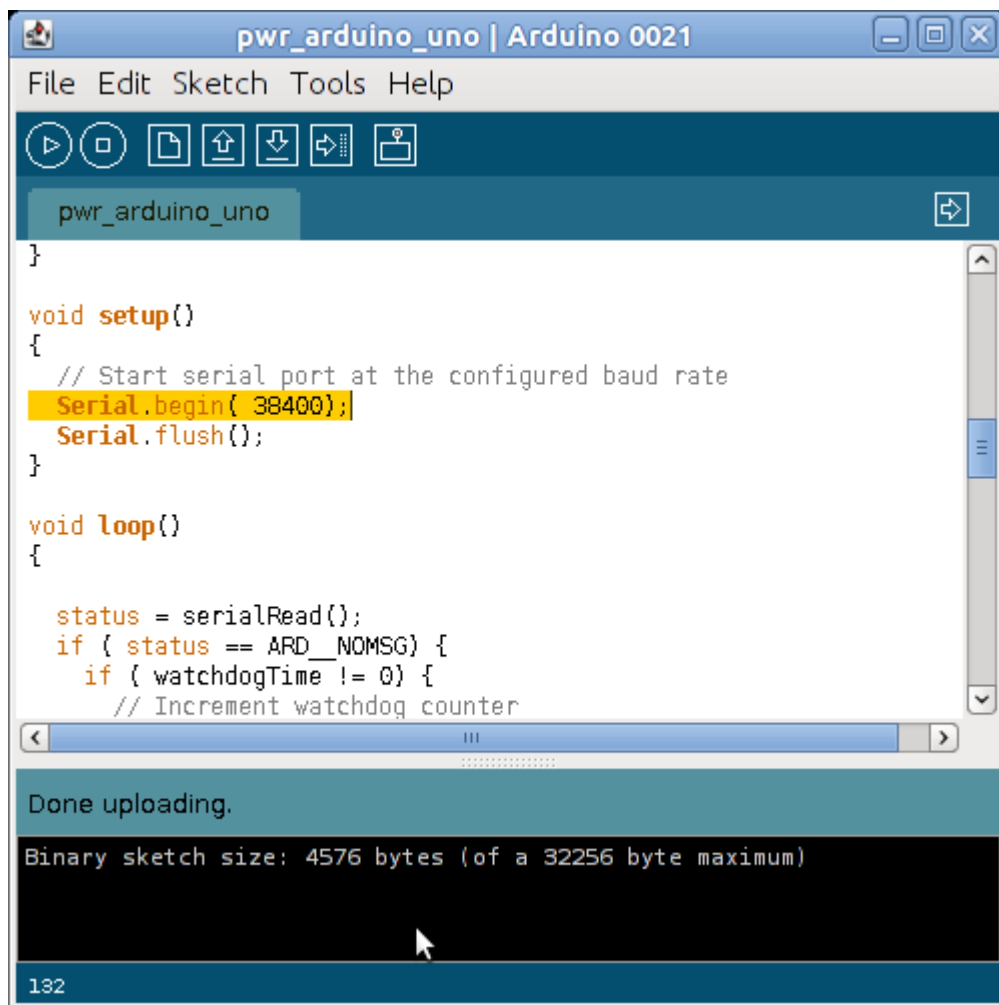 pwr_arduino_uno | Arduino 0021
File Edit Sketch Tools Help
pwr_arduino_uno
}
void setup()
{
  // Start serial port at the configured baud rate
  Serial.begin( 38400);
  Serial.flush();
}
void loop()
{
  status = serialRead();
  if ( status == ARD__NOMSG) {
    if ( watchdogTime != 0) {
      // Increment watchdog counter
Done uploading.
Binary sketch size: 4576 bytes (of a 32256 byte maximum)
132